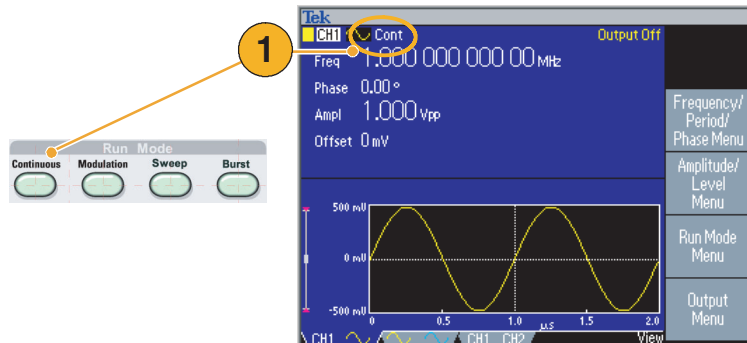 Tek
CH1 Cont Output Off
1
Freq 1.000 000 000 00 MHz
Phase 0.00 °
Ampl 1.000 Vpp
Offset 0 mV
Frequency/
Period/
Phase Menu
Amplitude/
Level
Menu
Run Mode
Menu
Output
Menu
Run Mode
Continuous Modulation Sweep Burst
500 mV
0 mV
-500 mV
0 0.5 1.0 1.5 2.0
µs
CH1 CH1 CH2 View